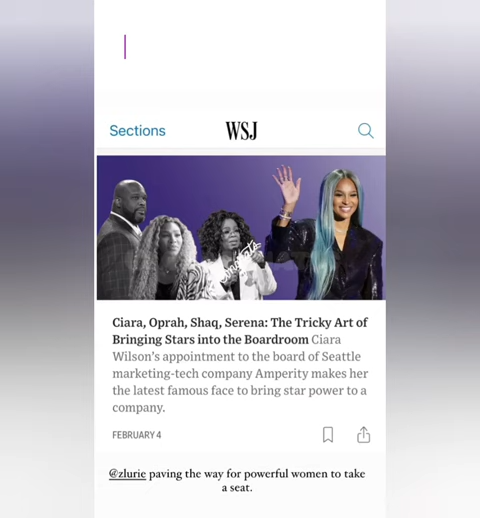 Sections
WSJ
congrats
Ciara, Oprah, Shaq, Serena: The Tricky Art of
Bringing Stars into the Boardroom Ciara
Wilson's appointment to the board of Seattle
marketing-tech company Amperity makes her
the latest famous face to bring star power to a
company.
FEBRUARY 4
@zlurie paving the way for powerful women to take
a seat.